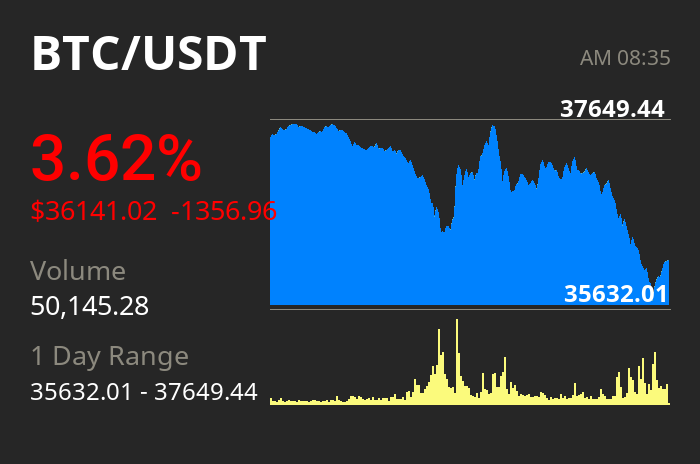 BTC/USDT
AM 08:35
37649.44
3.62%
$36141.02 -1356.96
Volume
50,145.28
35632.01
1 Day Range
35632.01 - 37649.44